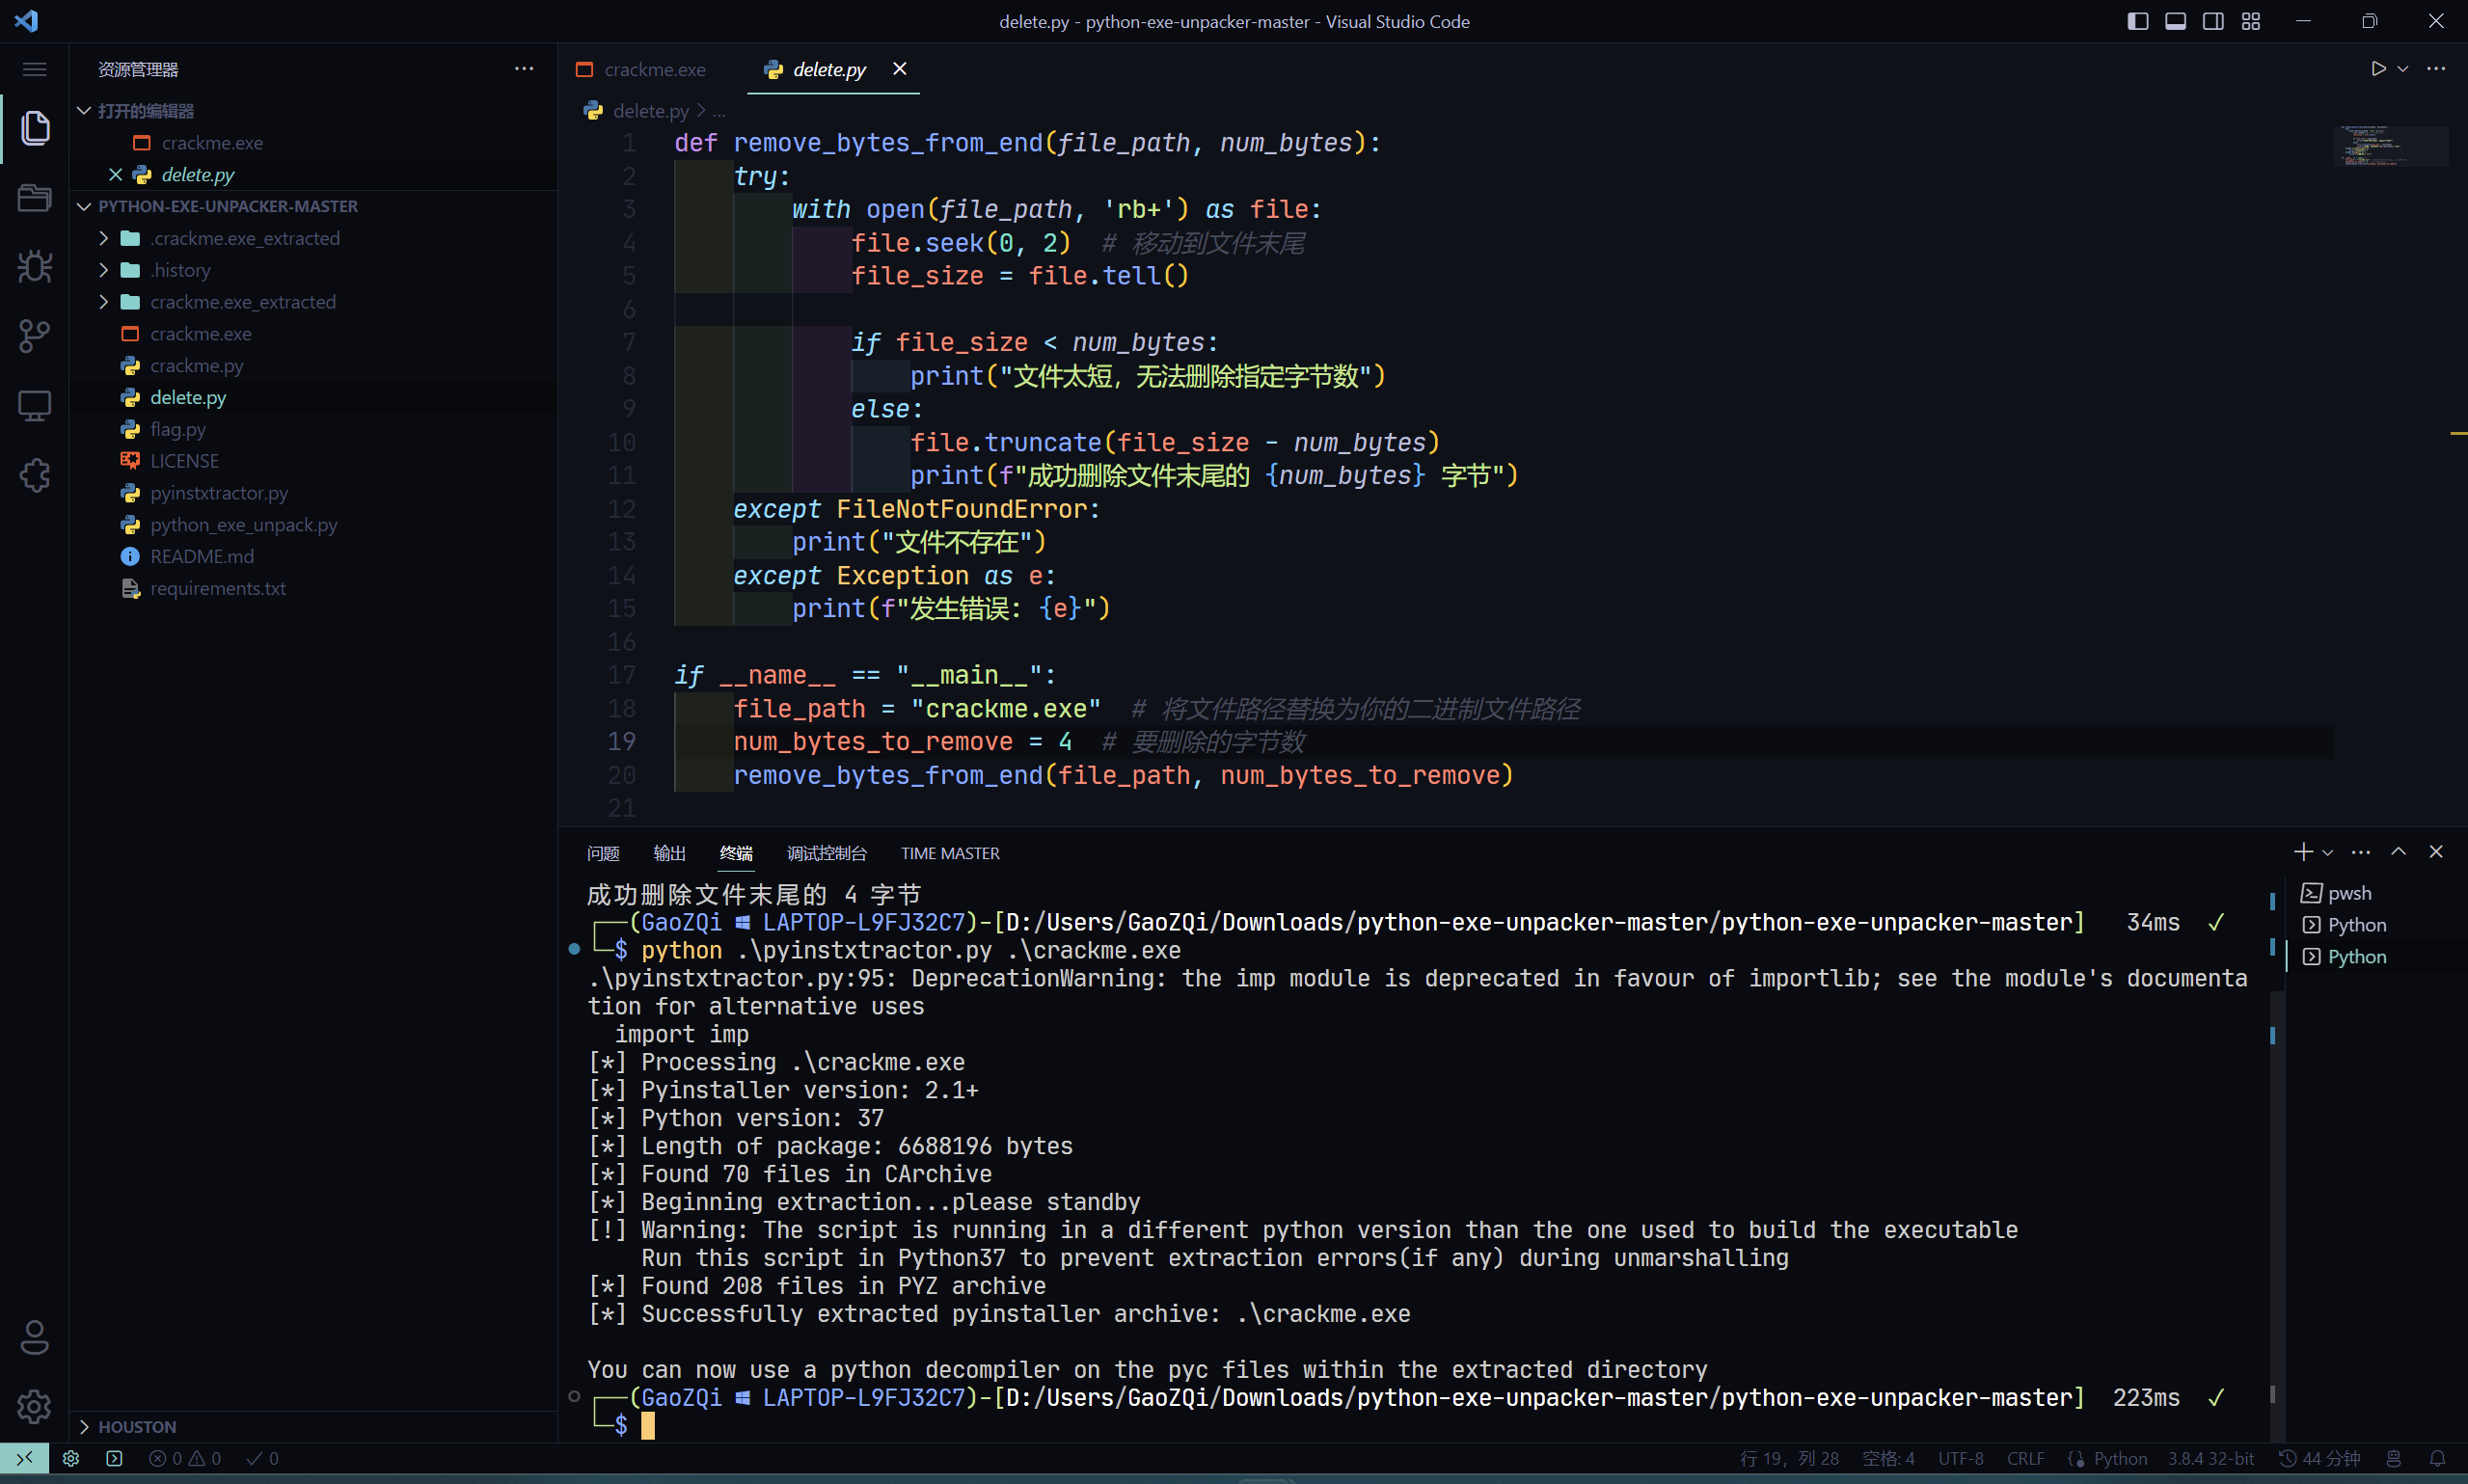 delete.py - python-exe-unpacker-master - Visual Studio Code
资源管理器
打开的编辑器
crackme.exe
delete.py
PYTHON-EXE-UNPACKER-MASTER
.crackme.exe_extracted
.history
crackme.exe_extracted
crackme.exe
crackme.py
delete.py
flag.py
LICENSE
pyinstxtractor.py
python_exe_unpack.py
README.md
requirements.txt
HOUSTON
crackme.exe
delete.py
delete.py > ...
1 def remove_bytes_from_end(file_path, num_bytes):
2 try:
3 with open(file_path, 'rb+') as file:
4 file.seek(0, 2)  # 移动到文件末尾
5 file_size = file.tell()
6
7 if file_size < num_bytes:
8 print("文件太短，无法删除指定字节数")
9 else:
10 file.truncate(file_size - num_bytes)
11 print(f"成功删除文件末尾的 {num_bytes} 字节")
12 except FileNotFoundError:
13 print("文件不存在")
14 except Exception as e:
15 print(f"发生错误: {e}")
16
17 if __name__ == "__main__":
18 file_path = "crackme.exe"  # 将文件路径替换为你的二进制文件路径
19 num_bytes_to_remove = 4  # 要删除的字节数
20 remove_bytes_from_end(file_path, num_bytes_to_remove)
21
问题 输出 终端 调试控制台 TIME MASTER
成功删除文件末尾的 4 字节
┌──(GaoZQi LAPTOP-L9FJ32C7)-[D:/Users/GaoZQi/Downloads/python-exe-unpacker-master/python-exe-unpacker-master] 34ms ✓
└─$ python .\pyinstxtractor.py .\crackme.exe
.\pyinstxtractor.py:95: DeprecationWarning: the imp module is deprecated in favour of importlib; see the module's documenta
tion for alternative uses
import imp
[*] Processing .\crackme.exe
[*] Pyinstaller version: 2.1+
[*] Python version: 37
[*] Length of package: 6688196 bytes
[*] Found 70 files in CArchive
[*] Beginning extraction...please standby
[!] Warning: The script is running in a different python version than the one used to build the executable
Run this script in Python37 to prevent extraction errors(if any) during unmarshalling
[*] Found 208 files in PYZ archive
[*] Successfully extracted pyinstaller archive: .\crackme.exe
You can now use a python decompiler on the pyc files within the extracted directory
┌──(GaoZQi LAPTOP-L9FJ32C7)-[D:/Users/GaoZQi/Downloads/python-exe-unpacker-master/python-exe-unpacker-master] 223ms ✓
└─$
pwsh
Python
Python
0 0 0 行 19，列 28 空格: 4 UTF-8 CRLF Python 3.8.4 32-bit 44 分钟